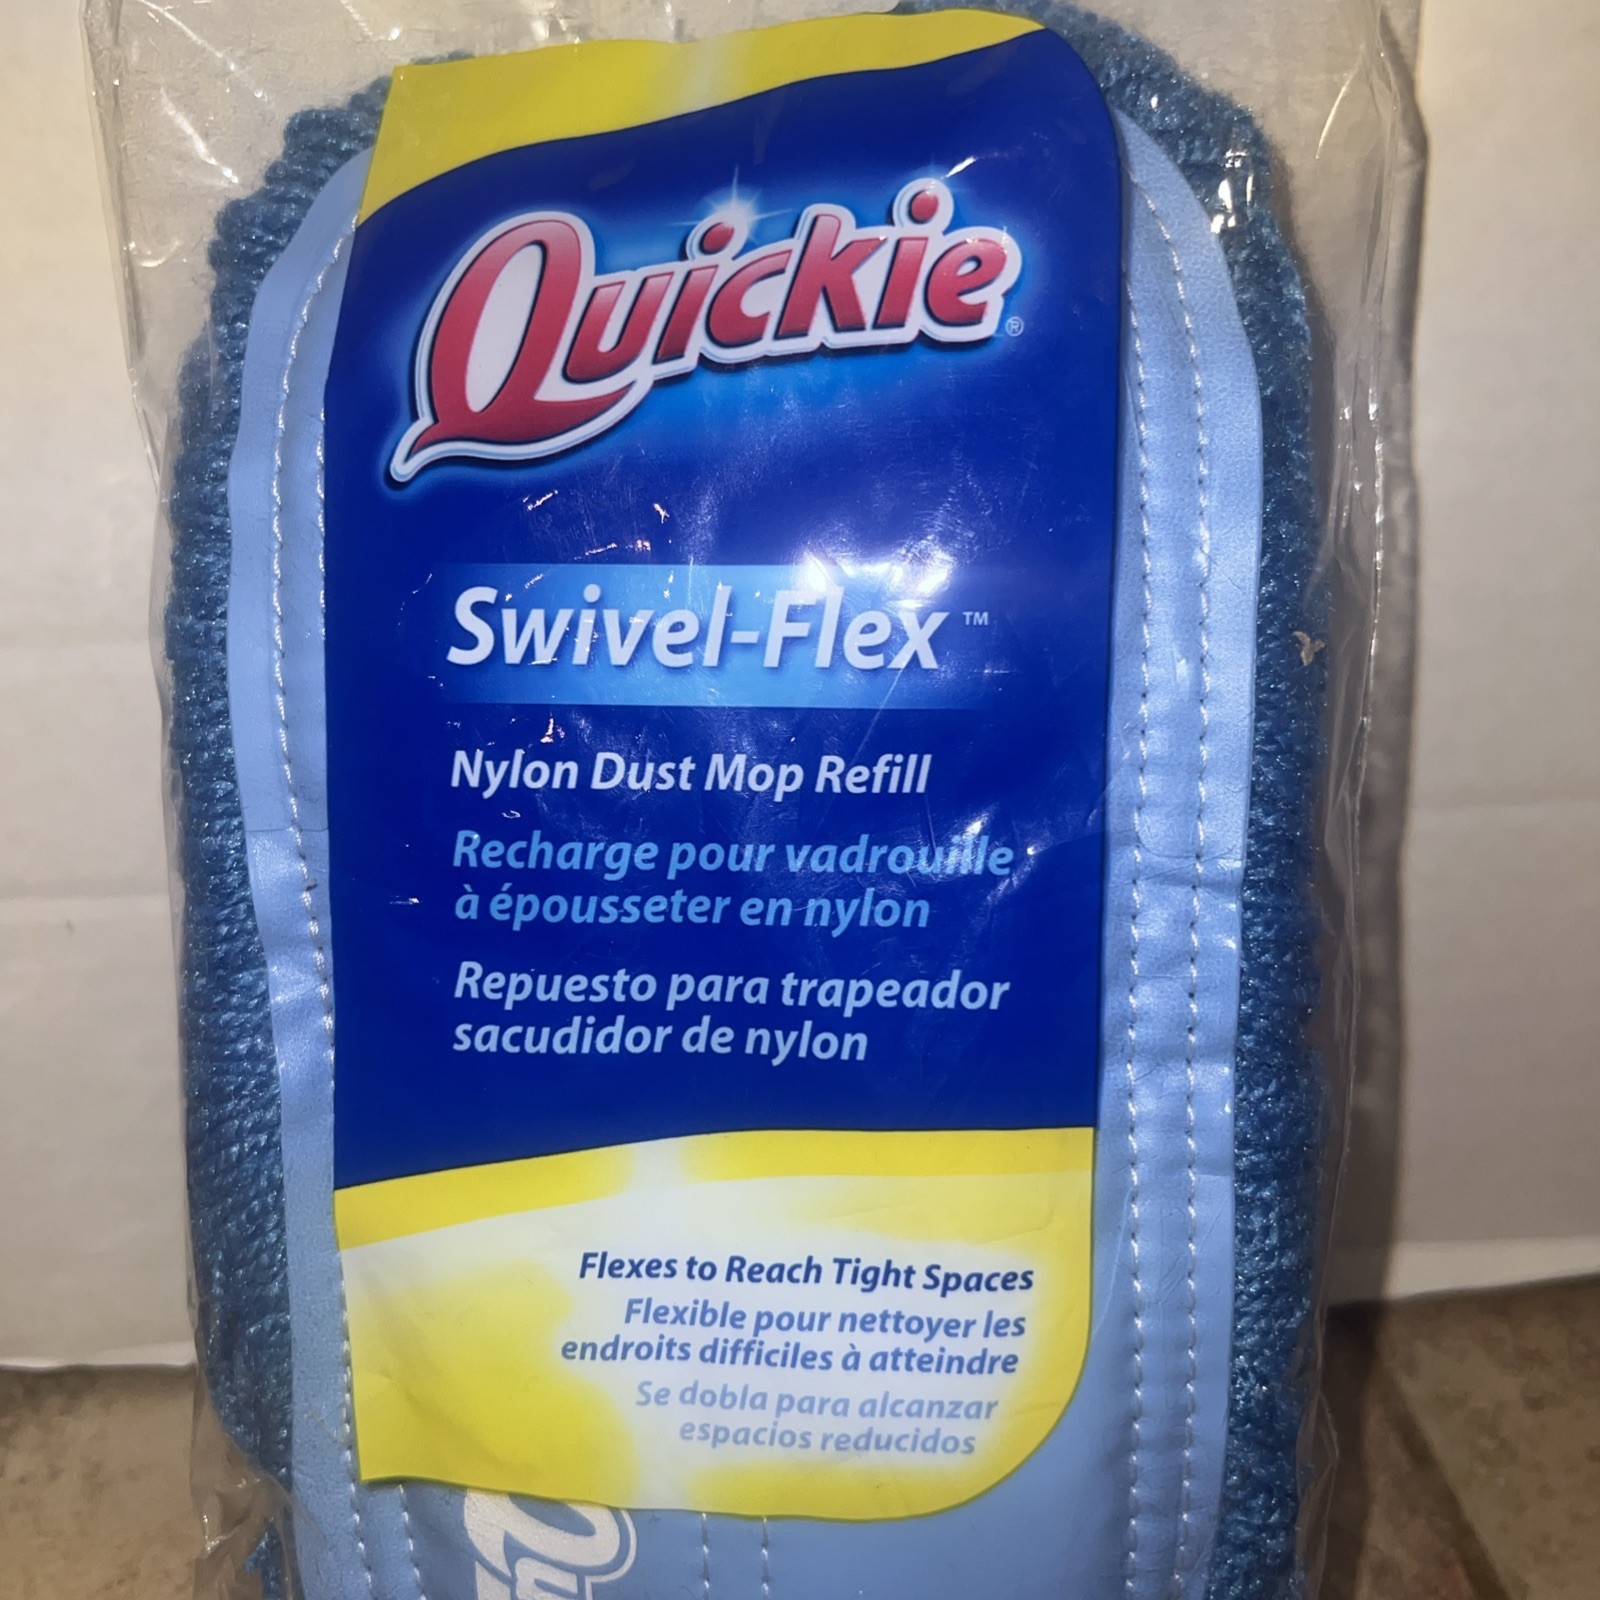 Quickie®
Swivel-Flex™
Nylon Dust Mop Refill
Recharge pour vadrouille
à épousseter en nylon
Repuesto para trapeador
sacudidor de nylon
Flexes to Reach Tight Spaces
Flexible pour nettoyer les
endroits difficiles à atteindre
Se dobla para alcanzar
espacios reducidos